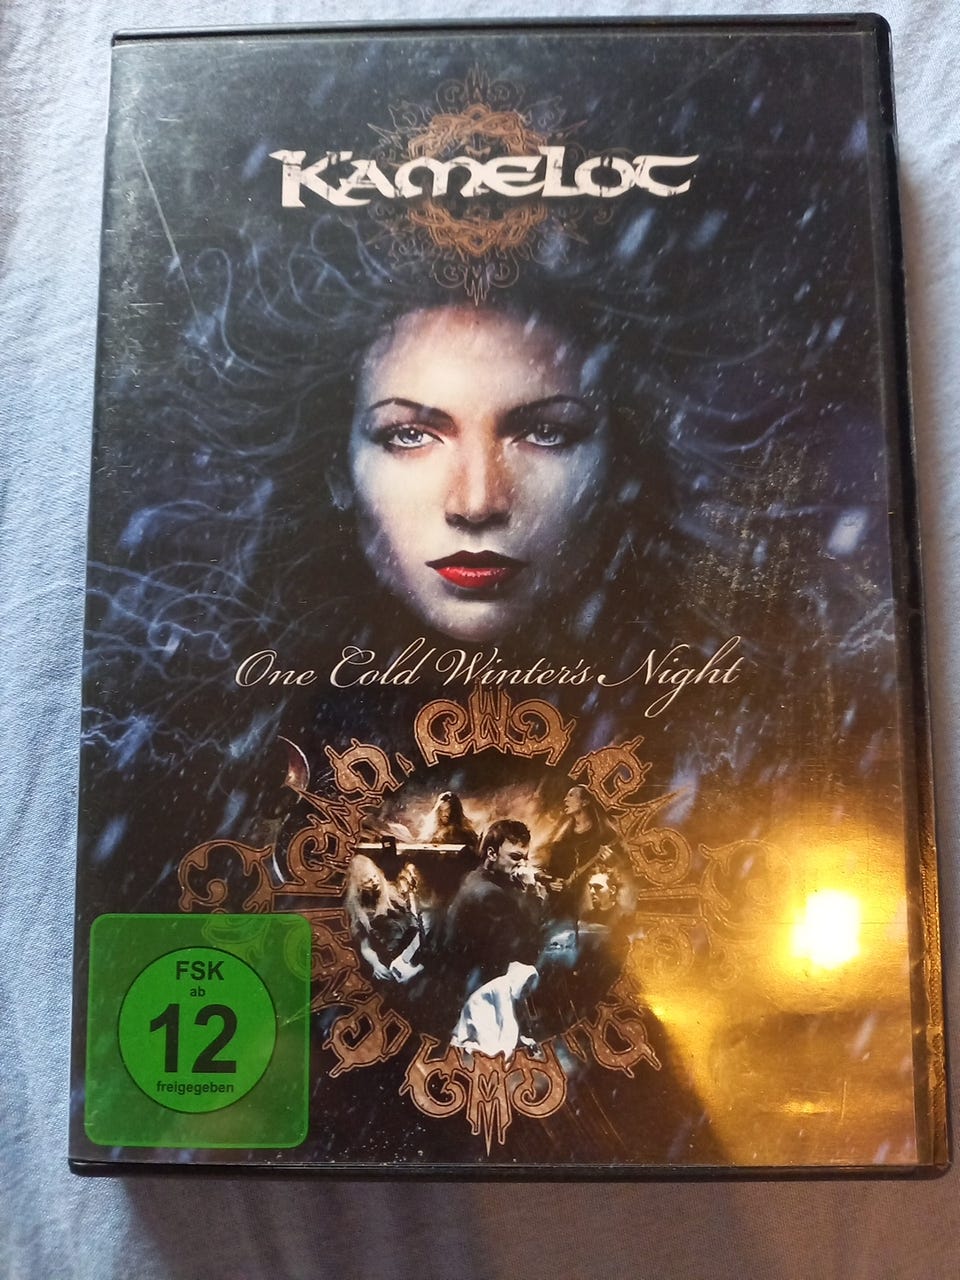 Kamelot
One Cold Winter's Night
FSK
ab
12
freigegeben